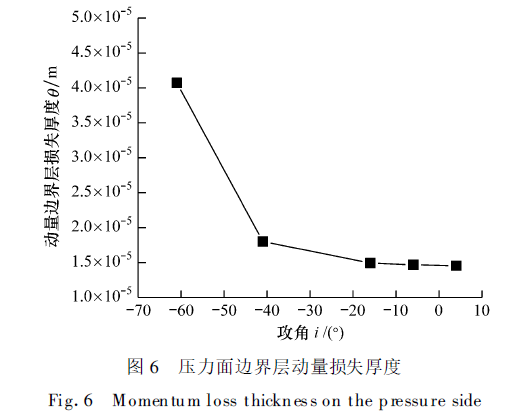 5.0×10⁻⁵
4.5×10⁻⁵
4.0×10⁻⁵
3.5×10⁻⁵
3.0×10⁻⁵
2.5×10⁻⁵
2.0×10⁻⁵
1.5×10⁻⁵
1.0×10⁻⁵
动量边界层损失厚度θ/m
−70 −60 −50 −40 −30 −20 −10 0 10
攻角 i /(°)
图 6 压力面边界层动量损失厚度
Fig. 6 Momentum loss thickness on the pressure side